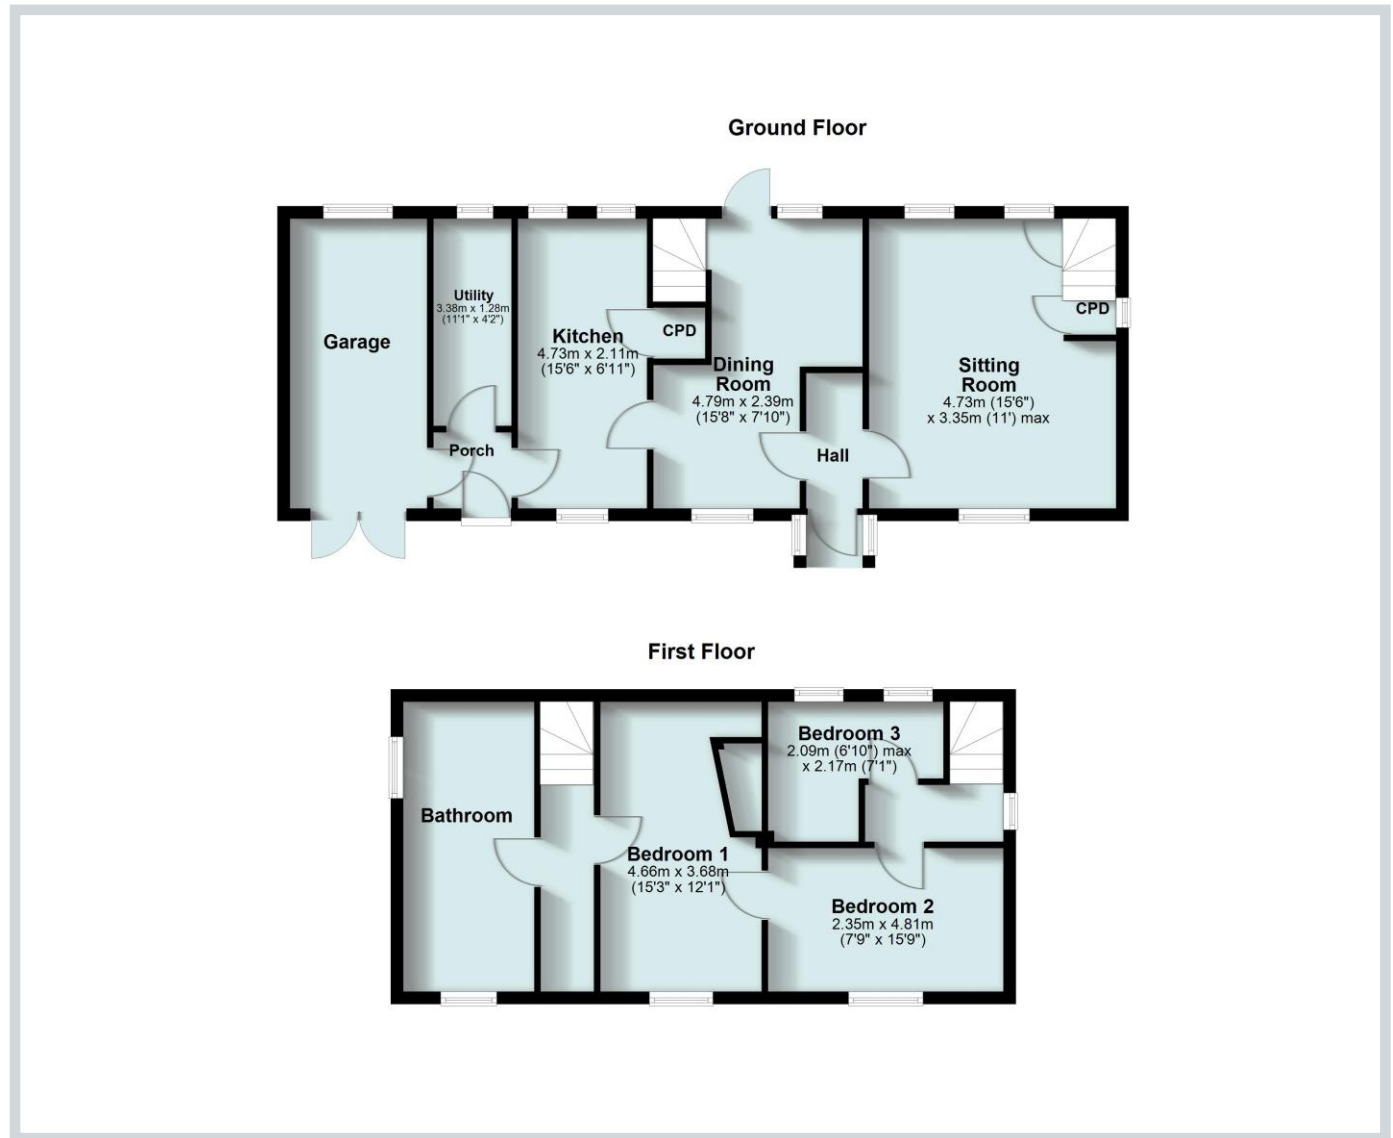 Ground Floor
Garage
Utility
3.38m x 1.28m
(11'1" x 4'2")
Porch
Kitchen
4.73m x 2.11m
(15'6" x 6'11")
CPD
Dining
Room
4.79m x 2.39m
(15'8" x 7'10")
Hall
Sitting
Room
4.73m (15'6")
x 3.35m (11') max
CPD
First Floor
Bathroom
Bedroom 1
4.66m x 3.68m
(15'3" x 12'1")
Bedroom 3
2.09m (6'10") max
x 2.17m (7'1")
Bedroom 2
2.35m x 4.81m
(7'9" x 15'9")